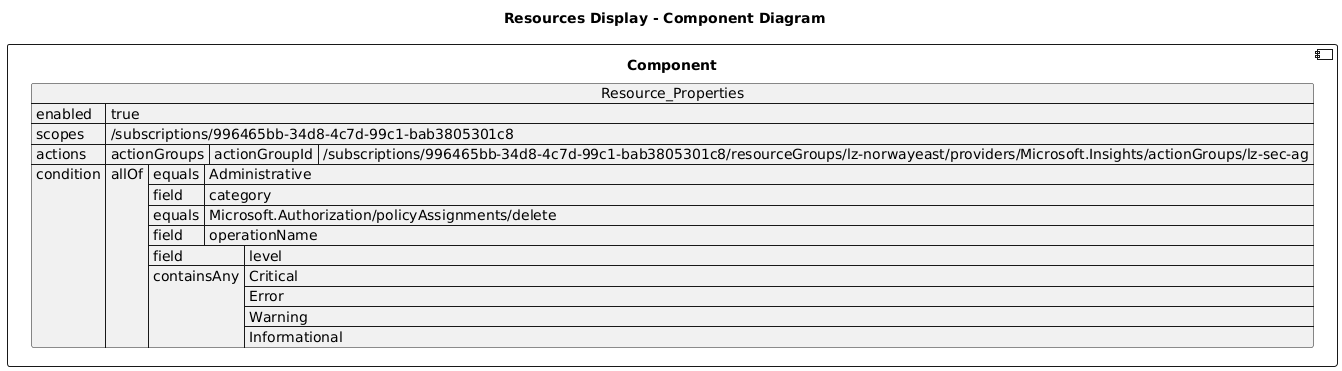 Resources Display - Component Diagram
Component
Resource_Properties
enabled true
scopes /subscriptions/996465bb-34d8-4c7d-99c1-bab3805301c8
actions actionGroups actionGroupId /subscriptions/996465bb-34d8-4c7d-99c1-bab3805301c8/resourceGroups/lz-norwayeast/providers/Microsoft.Insights/actionGroups/lz-sec-ag
condition allOf equals Administrative
field category
equals Microsoft.Authorization/policyAssignments/delete
field operationName
field level
containsAny Critical
Error
Warning
Informational